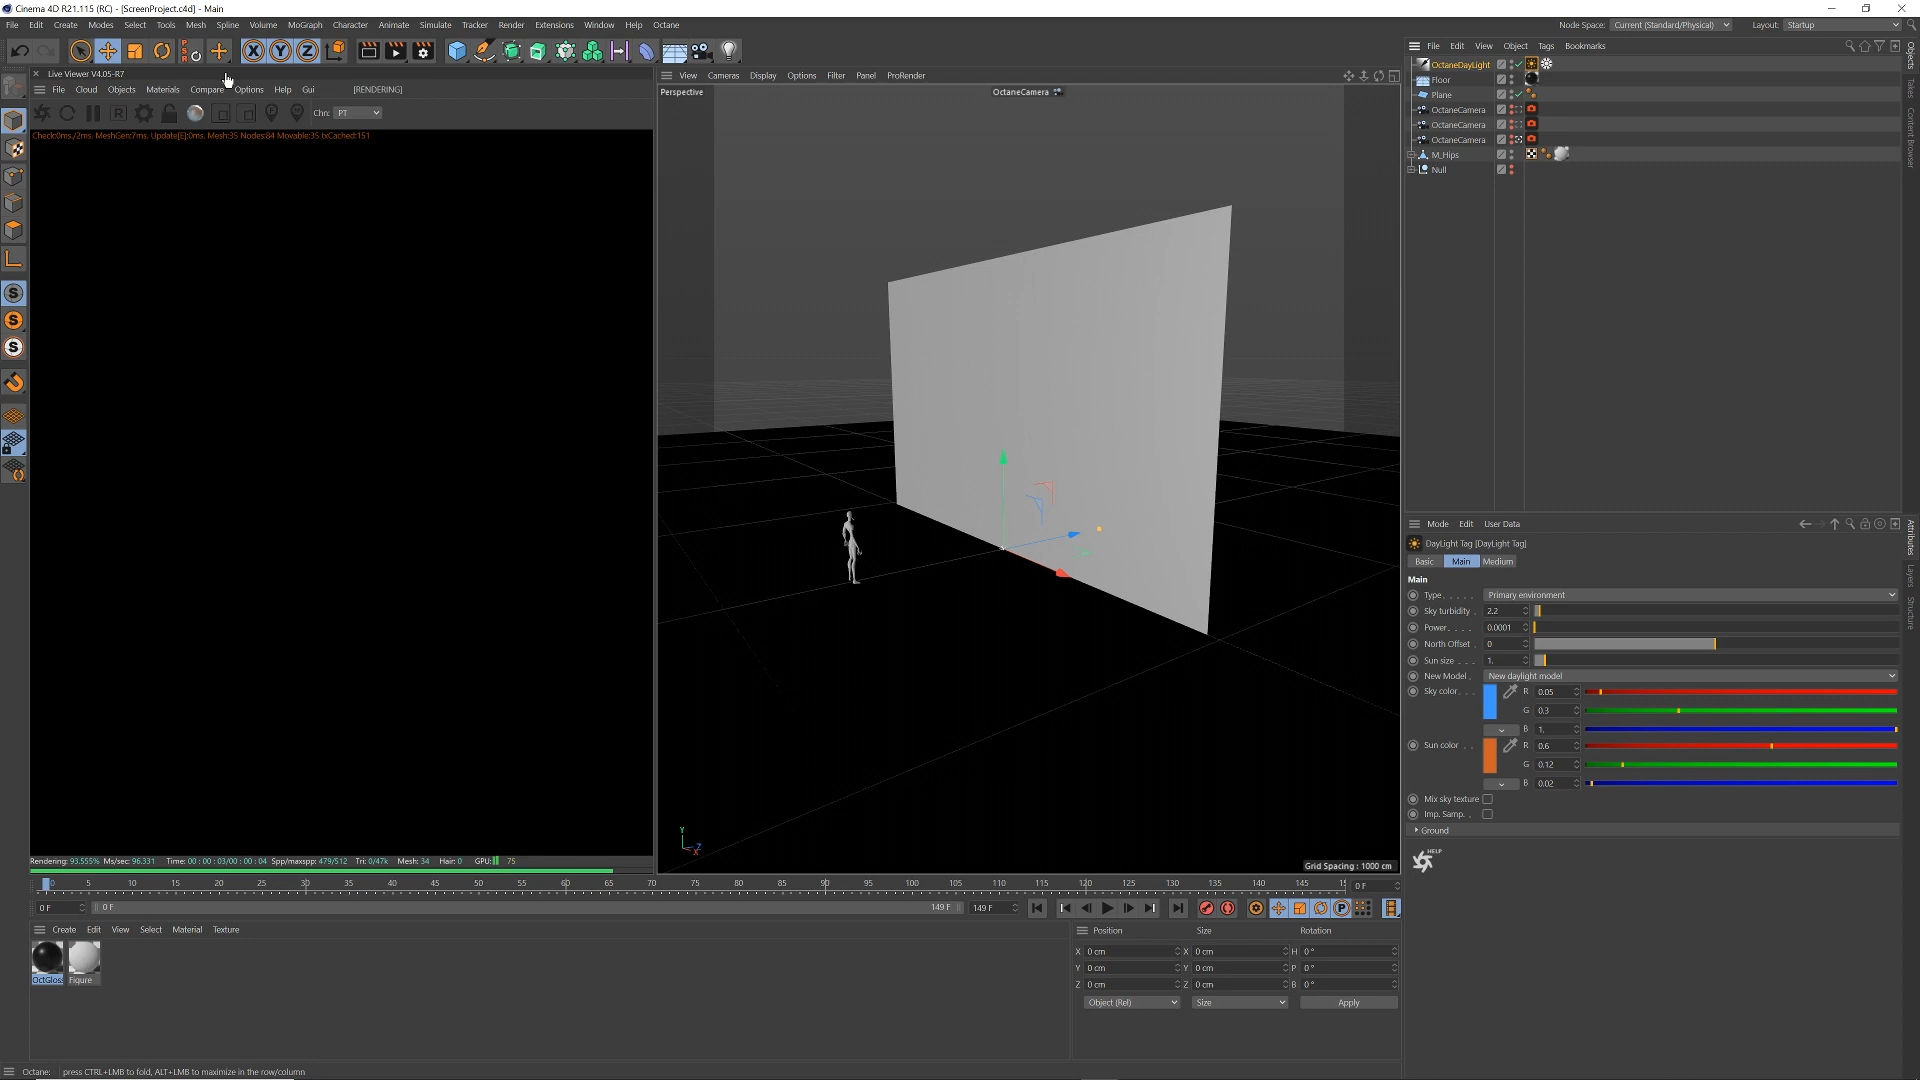 Cinema 4D R21.115 (RC) - [ScreenProject.c4d] - Main
File Edit Create Modes Select Tools Mesh Spline Volume MoGraph Character Animate Simulate Tracker Render Extensions Window Help Octane
Node Space: Current (Standard/Physical) Layout: Startup
Live Viewer V4.05-R7
File Cloud Objects Materials Compare Options Help Gui [RENDERING]
Chn: PT
Check:0ms./2ms. MeshGen:7ms. Update[E]:0ms. Mesh:35 Nodes:84 Movable:35 txCached:151
View Cameras Display Options Filter Panel ProRender
Perspective
OctaneCamera
Grid Spacing : 1000 cm
Y
Z
X
File Edit View Object Tags Bookmarks
OctaneDayLight
Floor
Plane
OctaneCamera
OctaneCamera
OctaneCamera
M_Hips
Null
Objects
Takes
Content Browser
Mode Edit User Data
DayLight Tag [DayLight Tag]
Basic Main Medium
Main
Type. . . . . Primary environment
Sky turbidity . 2.2
Power. . . . 0.0001
North Offset . 0
Sun size . . . 1.
New Model . New daylight model
Sky color. . . R 0.05
G 0.3
B 1.
Sun color . . R 0.6
G 0.12
B 0.02
Mix sky texture
Imp. Samp. .
Ground
HELP
Attributes
Layers
Structure
Rendering: 93.555% Ms/sec: 96.331 Time: 00 : 00 : 03/00 : 00 : 04 Spp/maxspp: 479/512 Tri: 0/47k Mesh: 34 Hair: 0 GPU: 75
0 5 10 15 20 25 30 35 40 45 50 55 60 65 70 75 80 85 90 95 100 105 110 115 120 125 130 135 140 145 0 F
0 F 0 F 149 F 149 F
Create Edit View Select Material Texture
OctGlos
Figure
Position Size Rotation
X 0 cm X 0 cm H 0 °
Y 0 cm Y 0 cm P 0 °
Z 0 cm Z 0 cm B 0 °
Object (Rel) Size Apply
Octane: press CTRL+LMB to fold, ALT+LMB to maximize in the row/column